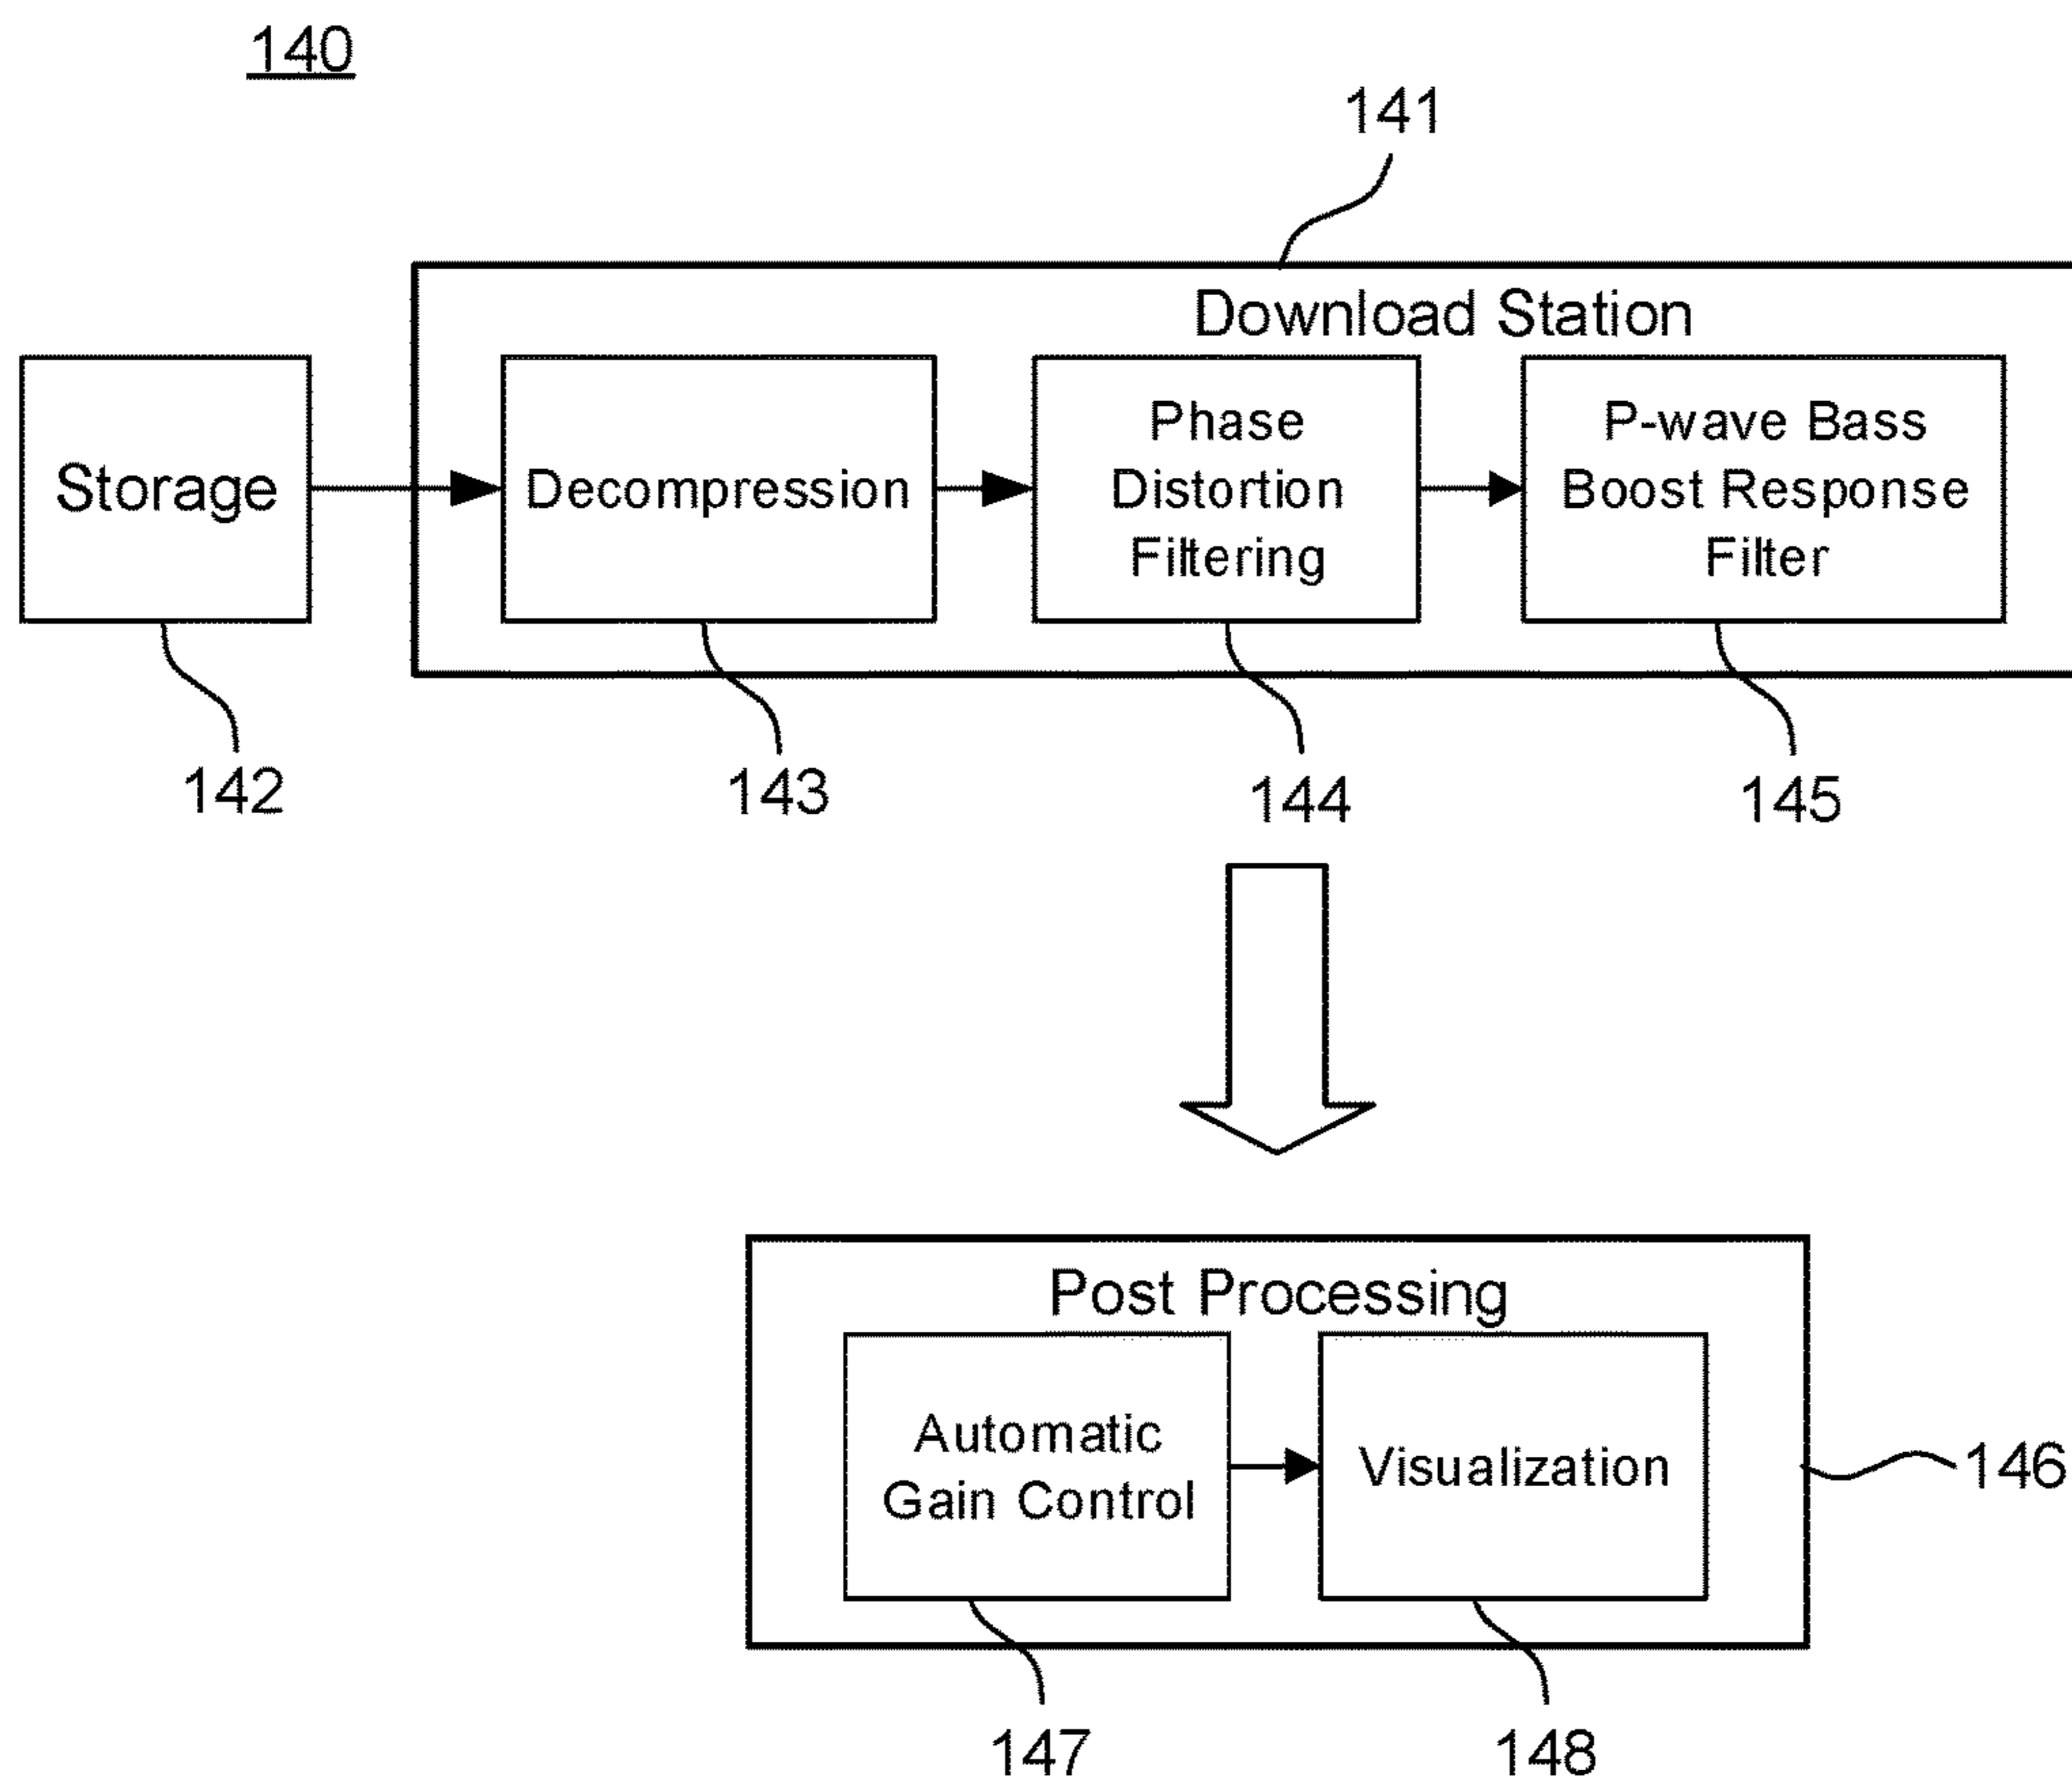 140
141
Download Station
Storage
Decompression
Phase
Distortion
Filtering
P-wave Bass
Boost Response
Filter
142
143
144
145
Post Processing
Automatic
Gain Control
Visualization
146
147
148